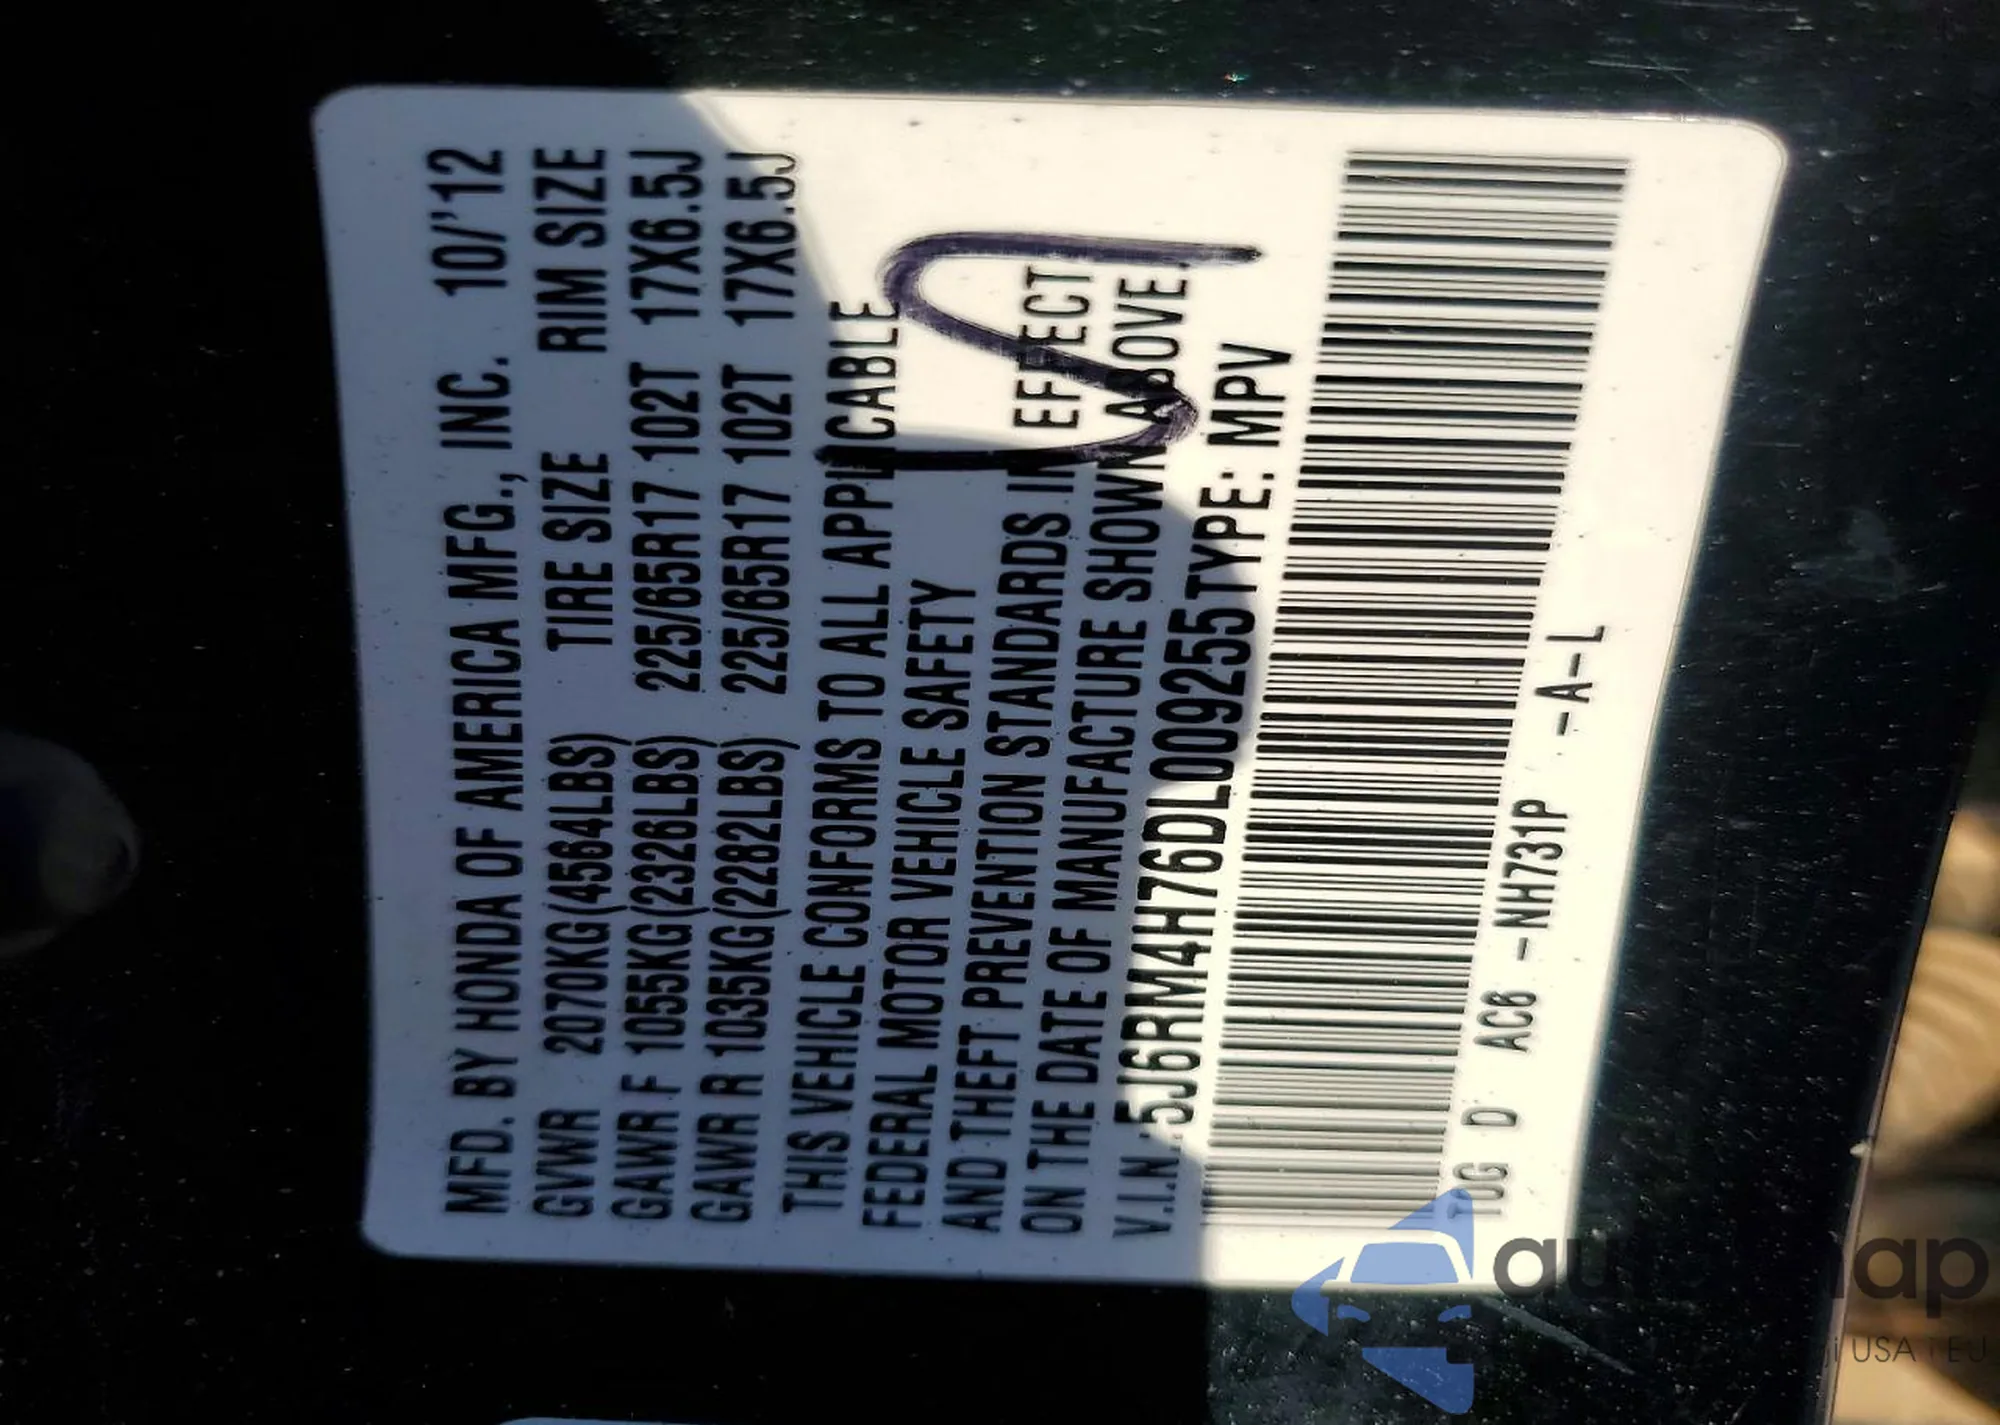 MFD. BY HONDA OF AMERICA MFG., INC. 10/'12
GVWR 2070KG(4564LBS) TIRE SIZE RIM SIZE
GAWR F 1055KG(2326LBS) 225/65R17 102T 17X6.5J
GAWR R 1035KG(2282LBS) 225/65R17 102T 17X6.5J
THIS VEHICLE CONFORMS TO ALL APPLICABLE
FEDERAL MOTOR VEHICLE SAFETY
AND THEFT PREVENTION STANDARDS IN EFFECT
ON THE DATE OF MANUFACTURE SHOWN ABOVE.
V.I.N.:5J6RM4H76DL009255 TYPE: MPV
T0G D AC6 -NH731P -A-L
USA i EU